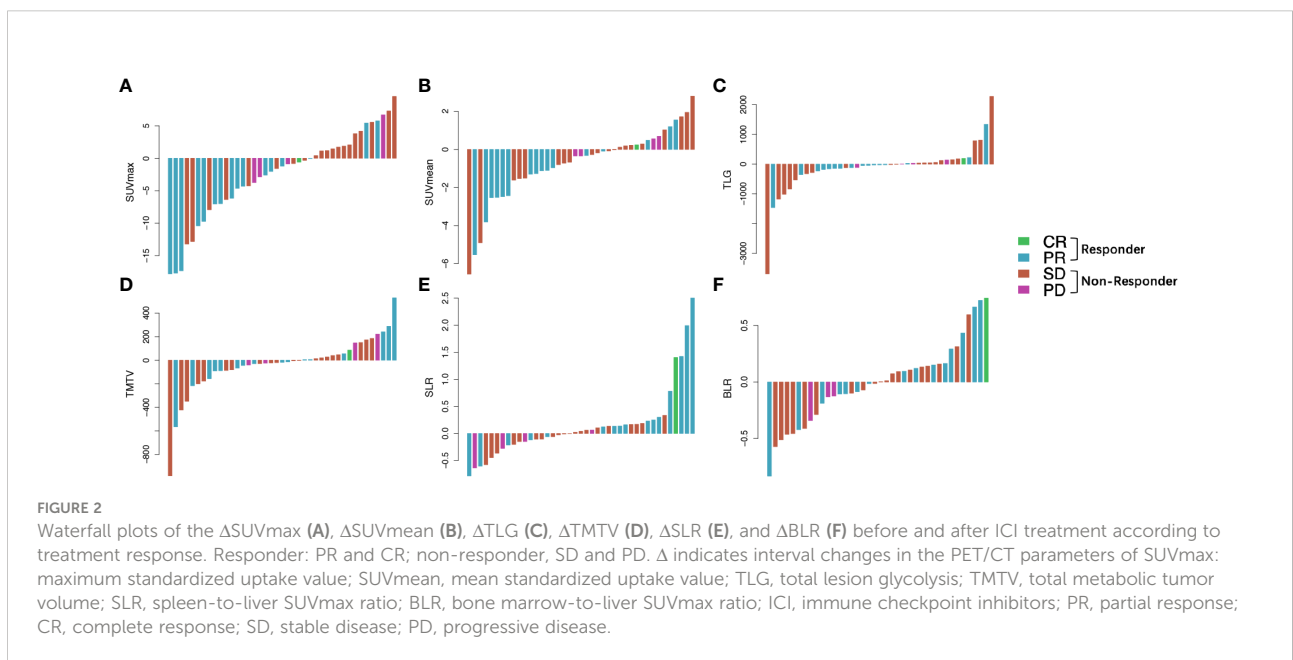 A
B
C
5
0
−5
−10
−15
SUVmax
2
0
−2
−4
−6
SUVmean
2000
1000
0
−1000
−3000
TLG
CR
PR
Responder
SD
PD
Non-Responder
D
E
F
400
200
0
−400
−800
TMTV
2.5
2.0
1.5
1.0
0.5
0.0
−0.5
SLR
0.5
0.0
−0.5
BLR
FIGURE 2
Waterfall plots of the ΔSUVmax (A), ΔSUVmean (B), ΔTLG (C), ΔTMTV (D), ΔSLR (E), and ΔBLR (F) before and after ICI treatment according to
treatment response. Responder: PR and CR; non-responder, SD and PD. Δ indicates interval changes in the PET/CT parameters of SUVmax:
maximum standardized uptake value; SUVmean, mean standardized uptake value; TLG, total lesion glycolysis; TMTV, total metabolic tumor
volume; SLR, spleen-to-liver SUVmax ratio; BLR, bone marrow-to-liver SUVmax ratio; ICI, immune checkpoint inhibitors; PR, partial response;
CR, complete response; SD, stable disease; PD, progressive disease.